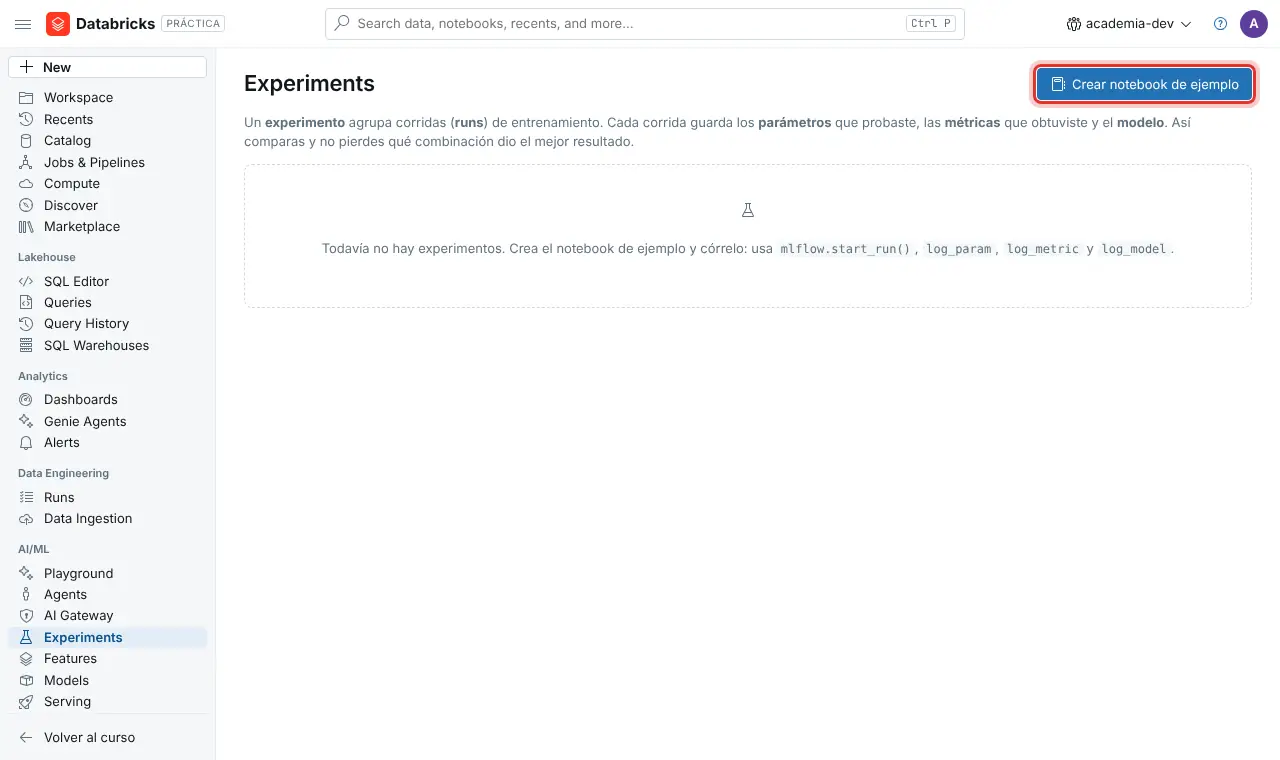 Databricks PRÁCTICA
Search data, notebooks, recents, and more... Ctrl P
academia-dev
A
New
Workspace
Recents
Catalog
Jobs & Pipelines
Compute
Discover
Marketplace
Lakehouse
SQL Editor
Queries
Query History
SQL Warehouses
Analytics
Dashboards
Genie Agents
Alerts
Data Engineering
Runs
Data Ingestion
AI/ML
Playground
Agents
AI Gateway
Experiments
Features
Models
Serving
Volver al curso
Experiments
Crear notebook de ejemplo
Un experimento agrupa corridas (runs) de entrenamiento. Cada corrida guarda los parámetros que probaste, las métricas que obtuviste y el modelo. Así
comparas y no pierdes qué combinación dio el mejor resultado.
Todavía no hay experimentos. Crea el notebook de ejemplo y córrelo: usa mlflow.start_run(), log_param, log_metric y log_model.